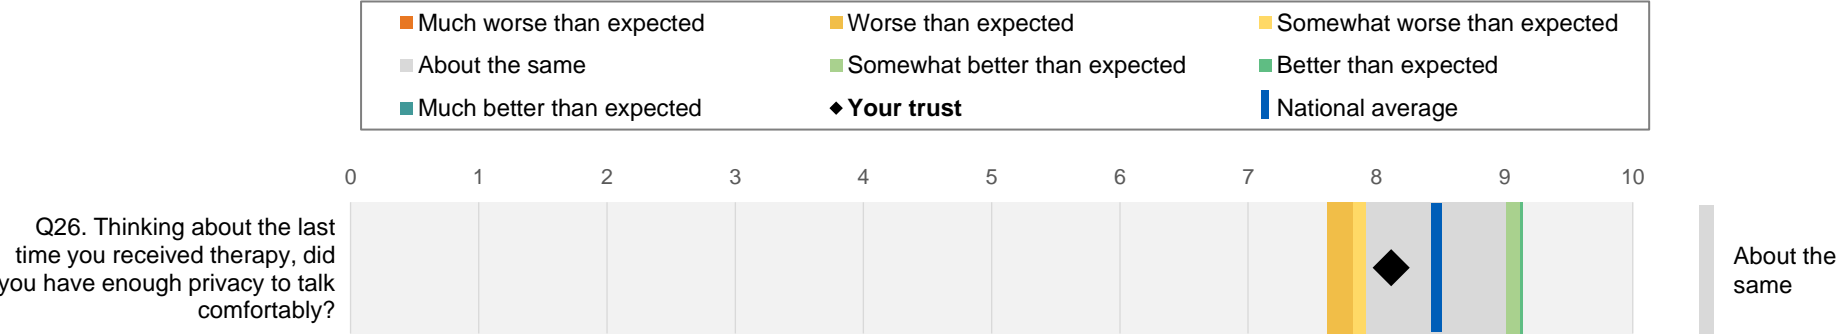 Much worse than expected
Worse than expected
Somewhat worse than expected
About the same
Somewhat better than expected
Better than expected
Much better than expected
Your trust
National average
0 1 2 3 4 5 6 7 8 9 10
Q26. Thinking about the last
time you received therapy, did
you have enough privacy to talk
comfortably?
About the
same